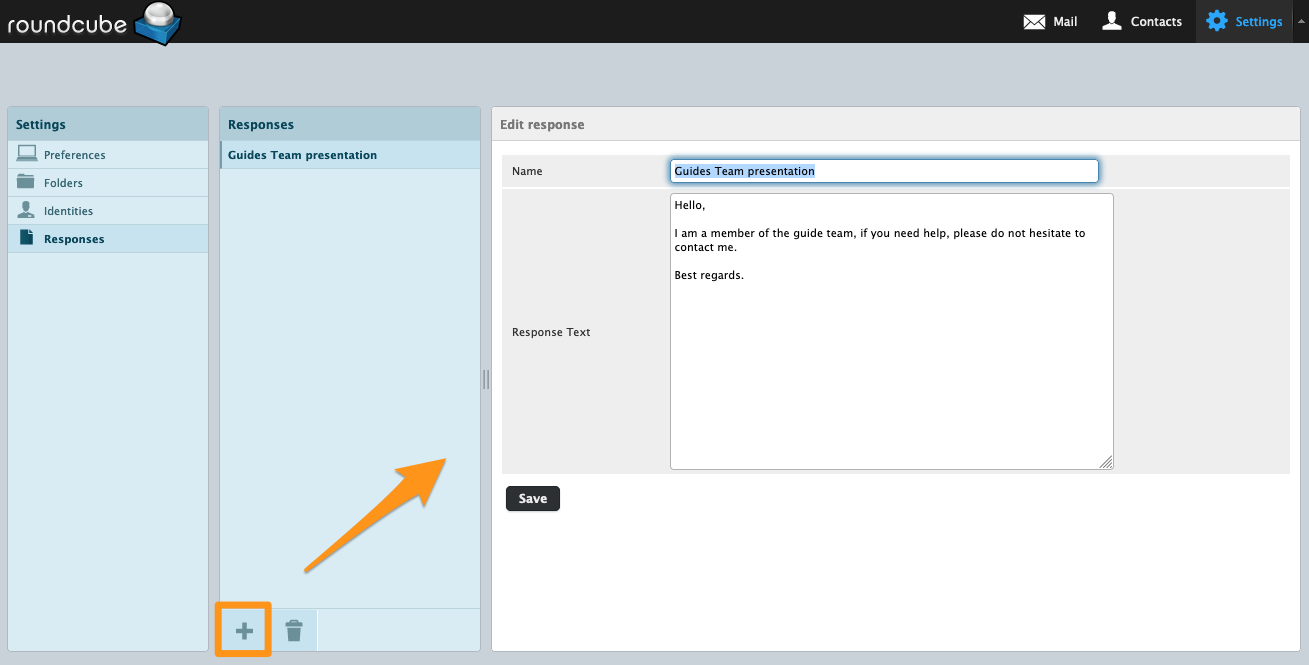 roundcube
Mail
Contacts
Settings
Settings
Preferences
Folders
Identities
Responses
Responses
Guides Team presentation
Edit response
Name
Guides Team presentation
Response Text
Hello,
I am a member of the guide team, if you need help, please do not hesitate to
contact me.
Best regards.
Save